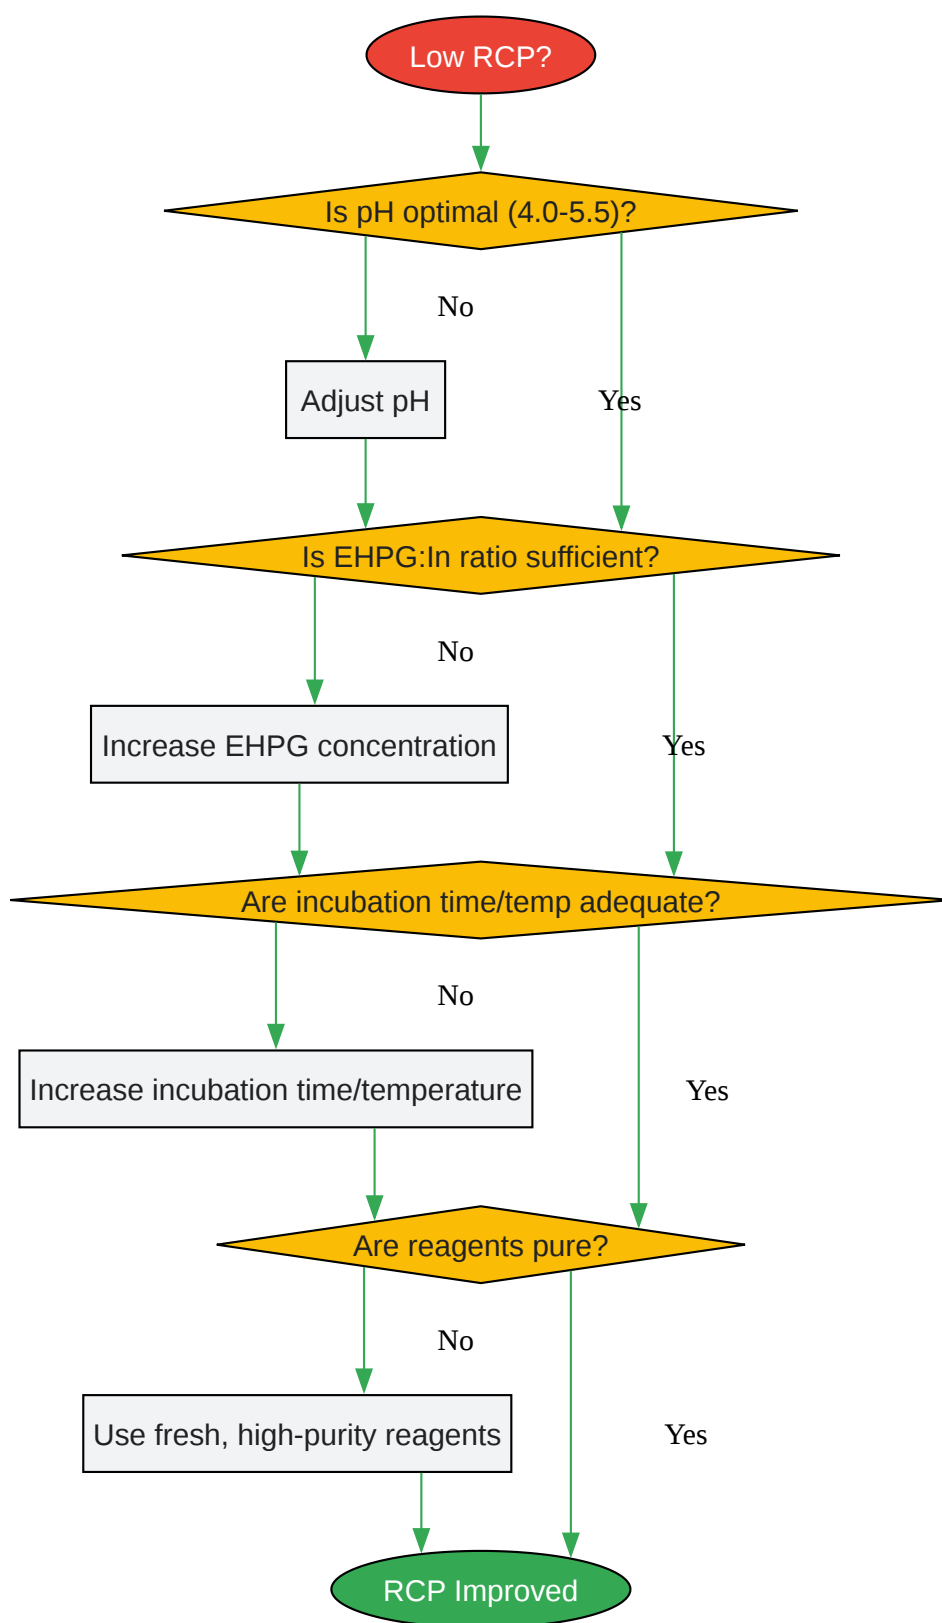 Low RCP?
Is pH optimal (4.0-5.5)?
No
Adjust pH
Yes
Is EHPG:In ratio sufficient?
No
Increase EHPG concentration
Yes
Are incubation time/temp adequate?
No
Increase incubation time/temperature
Yes
Are reagents pure?
No
Use fresh, high-purity reagents
Yes
RCP Improved